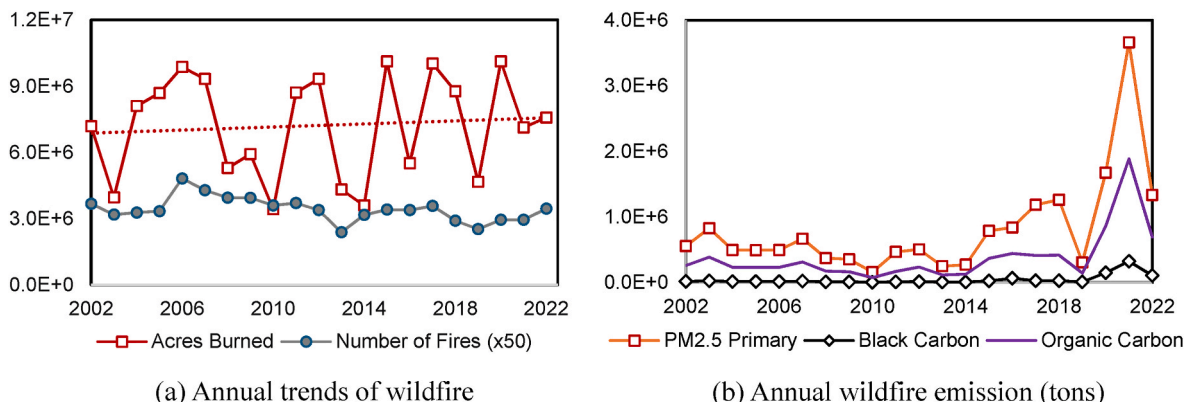 1.2E+7
9.0E+6
6.0E+6
3.0E+6
0.0E+0
2002 2006 2010 2014 2018 2022
Acres Burned Number of Fires (x50)
(a) Annual trends of wildfire
4.0E+6
3.0E+6
2.0E+6
1.0E+6
0.0E+0
2002 2006 2010 2014 2018 2022
PM2.5 Primary Black Carbon Organic Carbon
(b) Annual wildfire emission (tons)